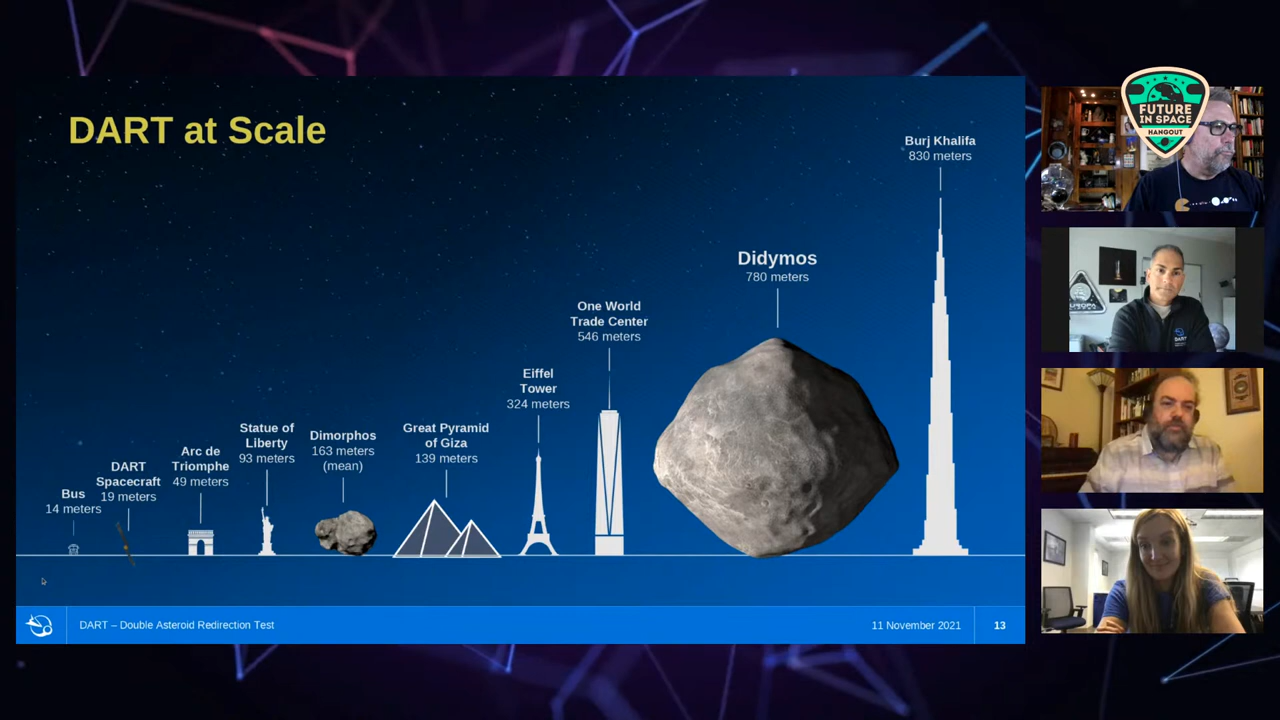 DART at Scale
Bus
14 meters
DART
Spacecraft
19 meters
Arc de
Triomphe
49 meters
Statue of
Liberty
93 meters
Dimorphos
163 meters
(mean)
Great Pyramid
of Giza
139 meters
Eiffel
Tower
324 meters
One World
Trade Center
546 meters
Didymos
780 meters
Burj Khalifa
830 meters
DART – Double Asteroid Redirection Test
11 November 2021
13
FUTURE
IN SPACE
HANGOUT
DART